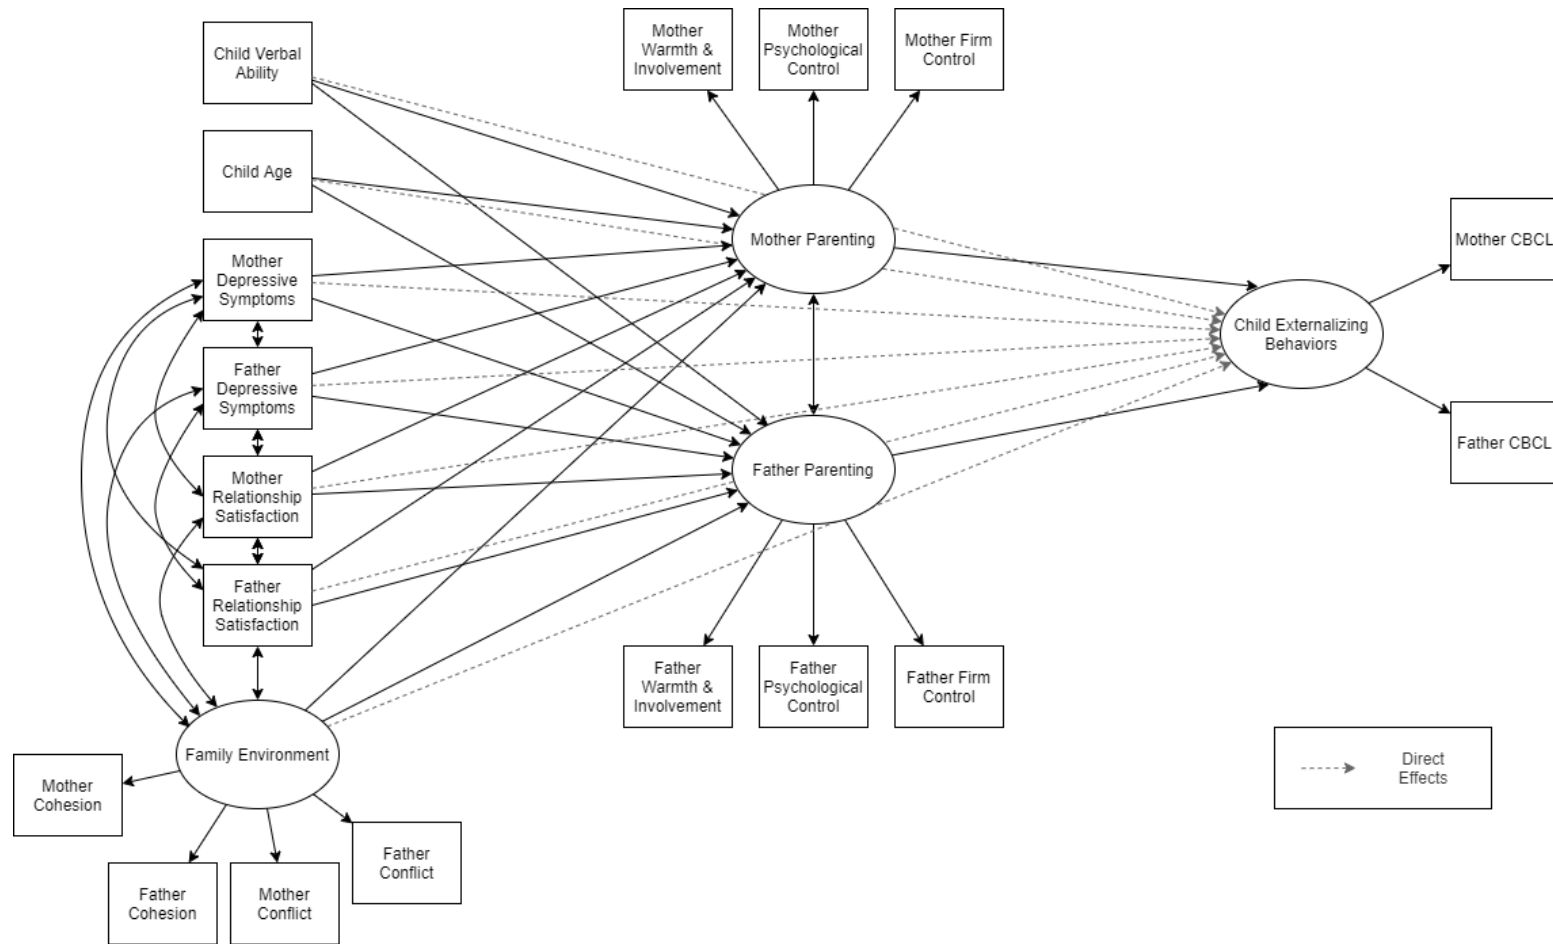 Child Verbal
Ability
Child Age
Mother
Depressive
Symptoms
Father
Depressive
Symptoms
Mother
Relationship
Satisfaction
Father
Relationship
Satisfaction
Family Environment
Mother
Cohesion
Father
Cohesion
Mother
Conflict
Father
Conflict
Mother
Warmth &
Involvement
Mother
Psychological
Control
Mother Firm
Control
Mother Parenting
Father Parenting
Father
Warmth &
Involvement
Father
Psychological
Control
Father Firm
Control
Child Externalizing
Behaviors
Mother CBCL
Father CBCL
Direct
Effects